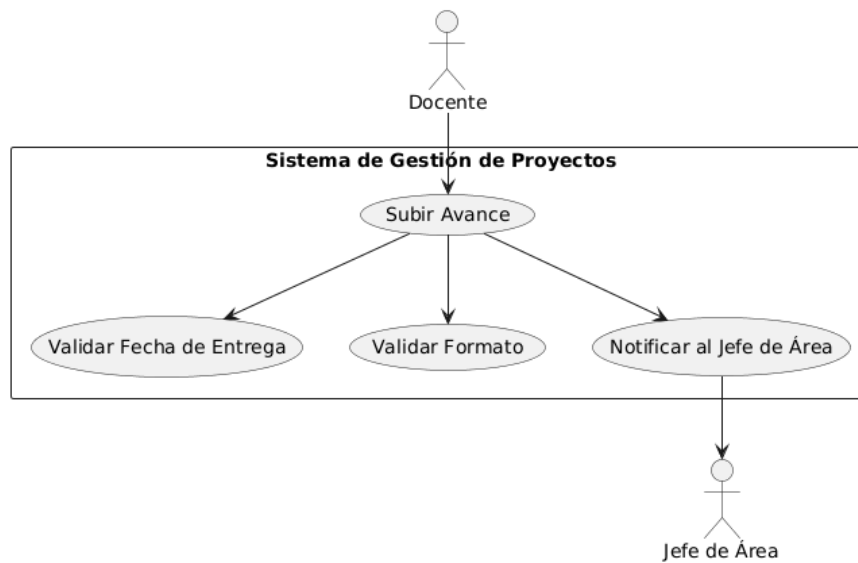 Docente
Sistema de Gestión de Proyectos
Subir Avance
Validar Fecha de Entrega
Validar Formato
Notificar al Jefe de Área
Jefe de Área